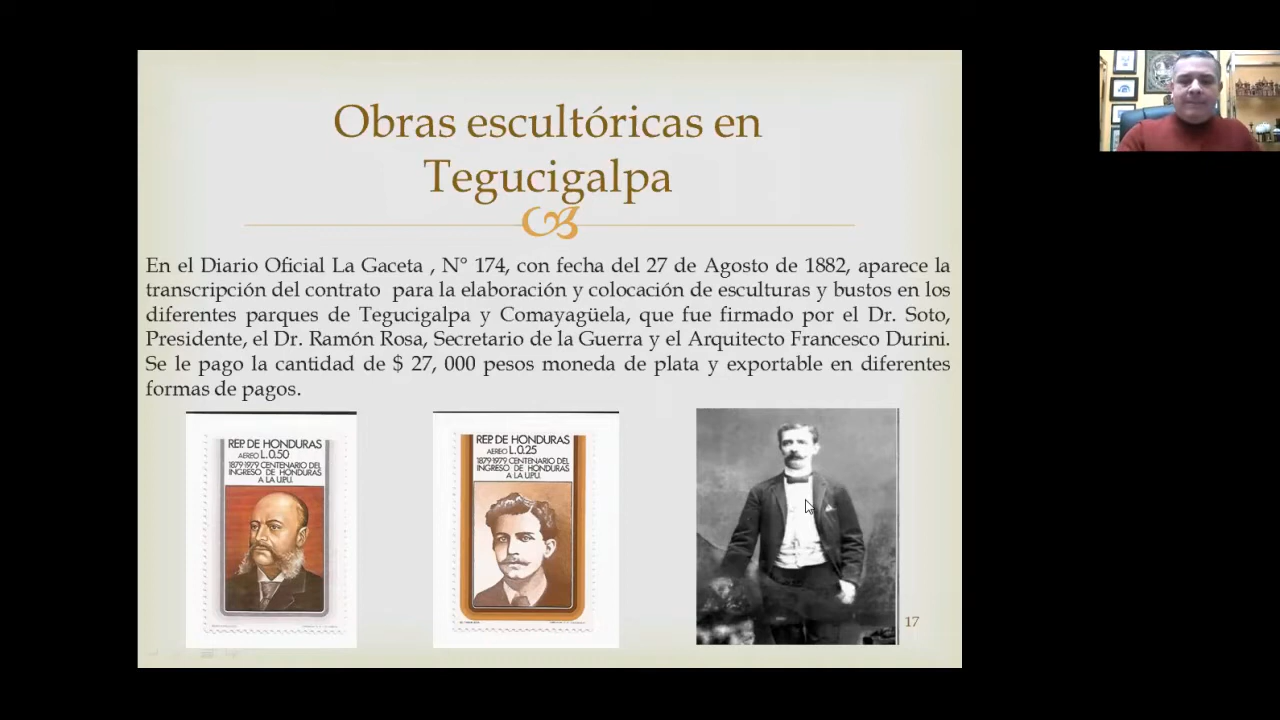 Obras escultóricas en
Tegucigalpa
En el Diario Oficial La Gaceta , N° 174, con fecha del 27 de Agosto de 1882, aparece la
transcripción del contrato para la elaboración y colocación de esculturas y bustos en los
diferentes parques de Tegucigalpa y Comayagüela, que fue firmado por el Dr. Soto,
Presidente, el Dr. Ramón Rosa, Secretario de la Guerra y el Arquitecto Francesco Durini.
Se le pago la cantidad de $ 27, 000 pesos moneda de plata y exportable en diferentes
formas de pagos.
REP. DE HONDURAS
AEREO L.0.50
1879-1979 CENTENARIO DEL
INGRESO DE HONDURAS
A LA U.P.U.
REP. DE HONDURAS
AEREO L.0.25
1879-1979 CENTENARIO DEL
INGRESO DE HONDURAS
A LA U.P.U.
17